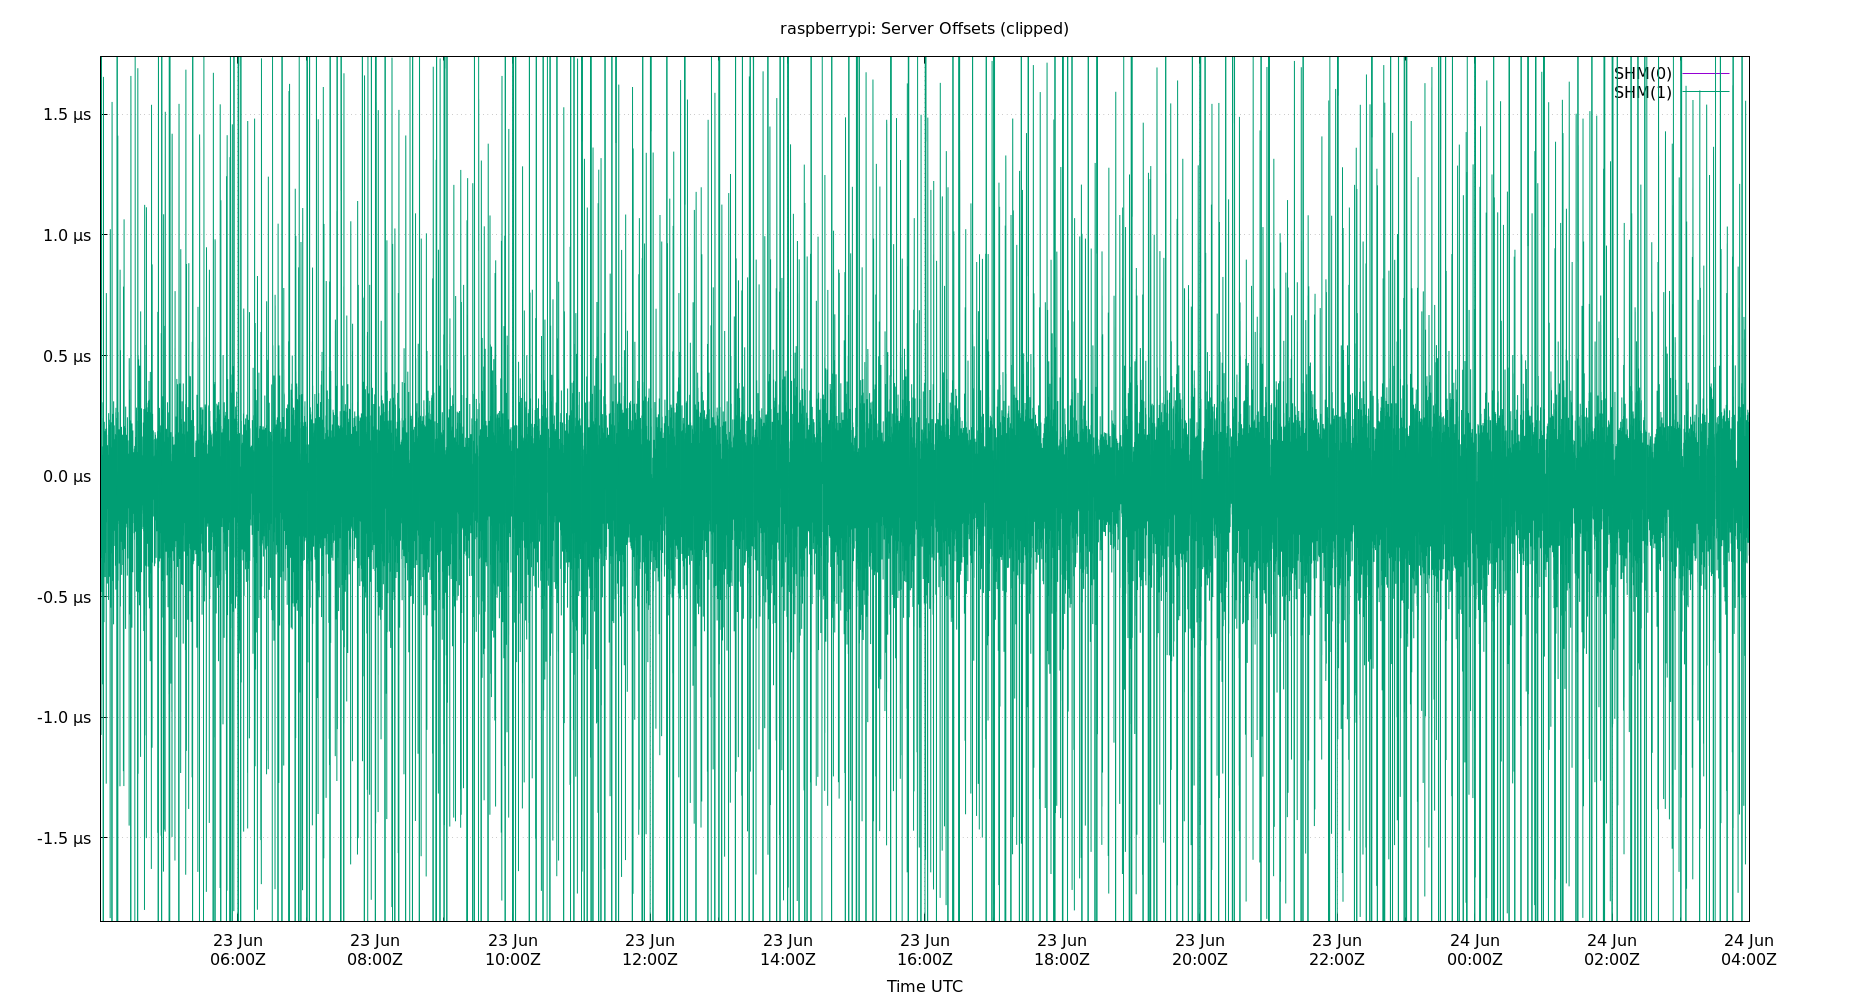 raspberrypi: Server Offsets (clipped)
SHM(0)
SHM(1)
1.5 µs
1.0 µs
0.5 µs
0.0 µs
-0.5 µs
-1.0 µs
-1.5 µs
23 Jun 23 Jun 23 Jun 23 Jun 23 Jun 23 Jun 23 Jun 23 Jun 23 Jun 24 Jun 24 Jun 24 Jun
06:00Z 08:00Z 10:00Z 12:00Z 14:00Z 16:00Z 18:00Z 20:00Z 22:00Z 00:00Z 02:00Z 04:00Z
Time UTC